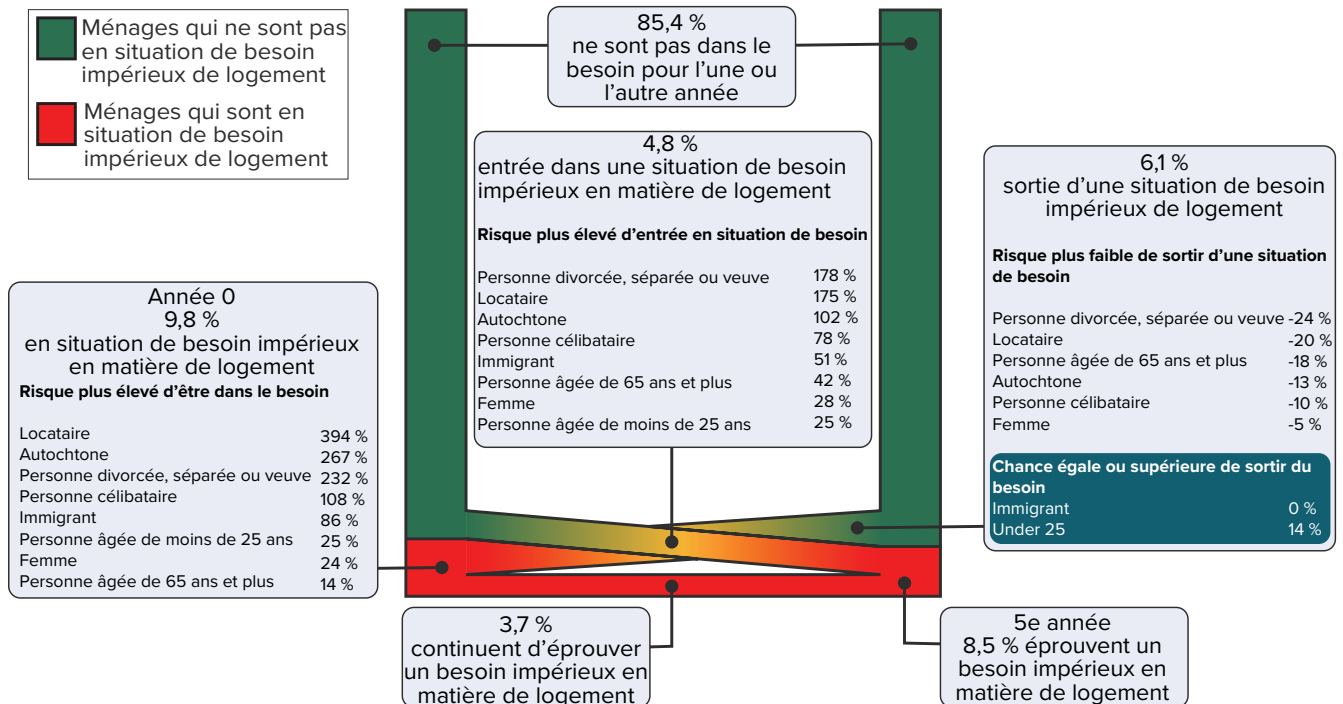 Ménages qui ne sont pas
en situation de besoin
impérieux de logement
Ménages qui sont en
situation de besoin
impérieux de logement
85,4 %
ne sont pas dans le
besoin pour l'une ou
l'autre année
4,8 %
entrée dans une situation de besoin
impérieux en matière de logement
Risque plus élevé d'entrée en situation de besoin
Personne divorcée, séparée ou veuve 178 %
Locataire 175 %
Autochtone 102 %
Personne célibataire 78 %
Immigrant 51 %
Personne âgée de 65 ans et plus 42 %
Femme 28 %
Personne âgée de moins de 25 ans 25 %
6,1 %
sortie d'une situation de besoin
impérieux de logement
Risque plus faible de sortir d'une situation
de besoin
Personne divorcée, séparée ou veuve -24 %
Locataire -20 %
Personne âgée de 65 ans et plus -18 %
Autochtone -13 %
Personne célibataire -10 %
Femme -5 %
Chance égale ou supérieure de sortir du
besoin
Immigrant 0 %
Under 25 14 %
Année 0
9,8 %
en situation de besoin impérieux
en matière de logement
Risque plus élevé d'être dans le besoin
Locataire 394 %
Autochtone 267 %
Personne divorcée, séparée ou veuve 232 %
Personne célibataire 108 %
Immigrant 86 %
Personne âgée de moins de 25 ans 25 %
Femme 24 %
Personne âgée de 65 ans et plus 14 %
3,7 %
continuent d'éprouver
un besoin impérieux en
matière de logement
5e année
8,5 % éprouvent un
besoin impérieux en
matière de logement